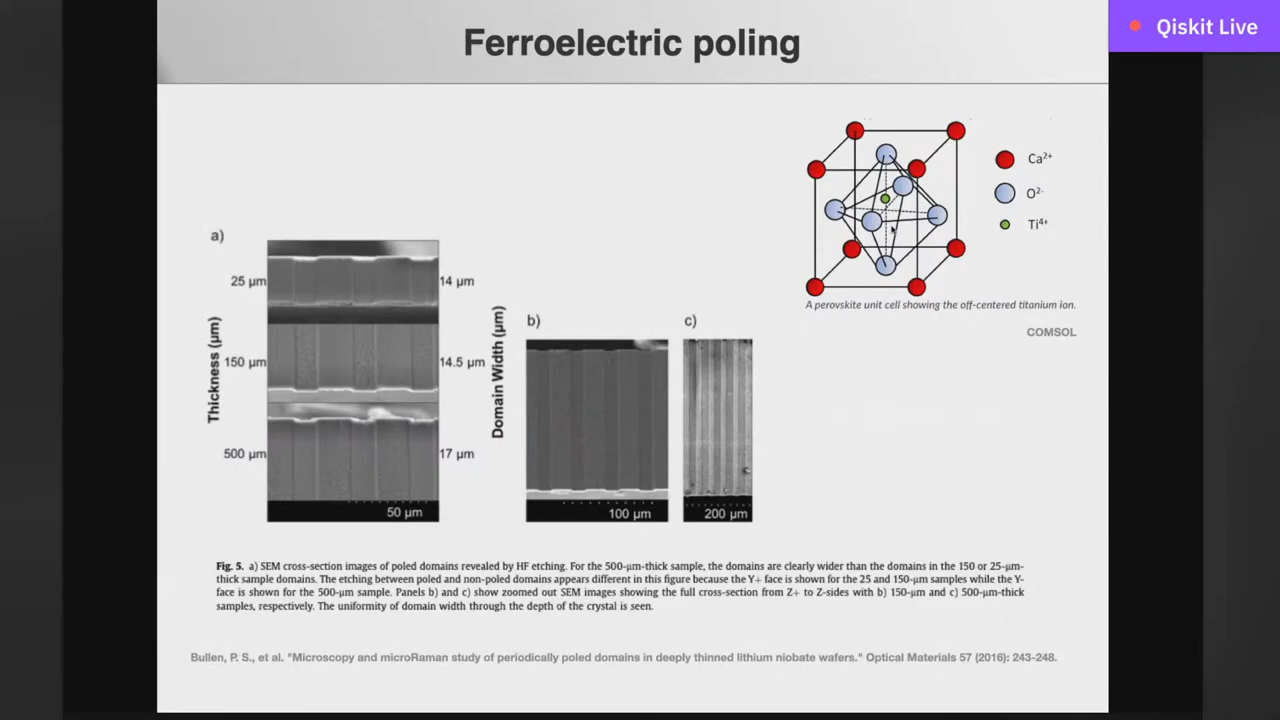 Ferroelectric poling
Qiskit Live
Ca²⁺
O²⁻
Ti⁴⁺
A perovskite unit cell showing the off-centered titanium ion.
COMSOL
a)
Thickness (μm)
25 μm
14 μm
150 μm
14.5 μm
500 μm
17 μm
Domain Width (μm)
50 μm
b)
100 μm
c)
200 μm
Fig. 5. a) SEM cross-section images of poled domains revealed by HF etching. For the 500-μm-thick sample, the domains are clearly wider than the domains in the 150 or 25-μm-
thick sample domains. The etching between poled and non-poled domains appears different in this figure because the Y+ face is shown for the 25 and 150-μm samples while the Y-
face is shown for the 500-μm sample. Panels b) and c) show zoomed out SEM images showing the full cross-section from Z+ to Z-sides with b) 150-μm and c) 500-μm-thick
samples, respectively. The uniformity of domain width through the depth of the crystal is seen.
Bullen, P. S., et al. "Microscopy and microRaman study of periodically poled domains in deeply thinned lithium niobate wafers." Optical Materials 57 (2016): 243-248.